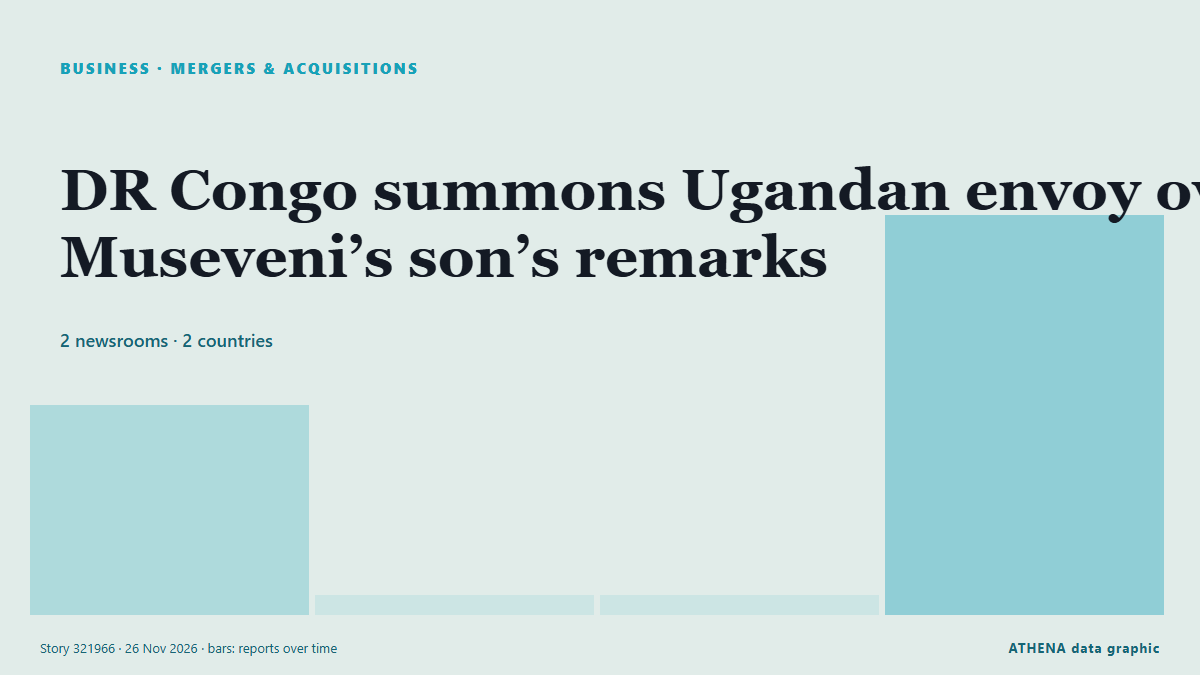 BUSINESS · MERGERS & ACQUISITIONS
DR Congo summons Ugandan envoy
Museveni’s son’s remarks
2 newsrooms · 2 countries
Story 321966 · 26 Nov 2026 · bars: reports over time
ATHENA data graphic